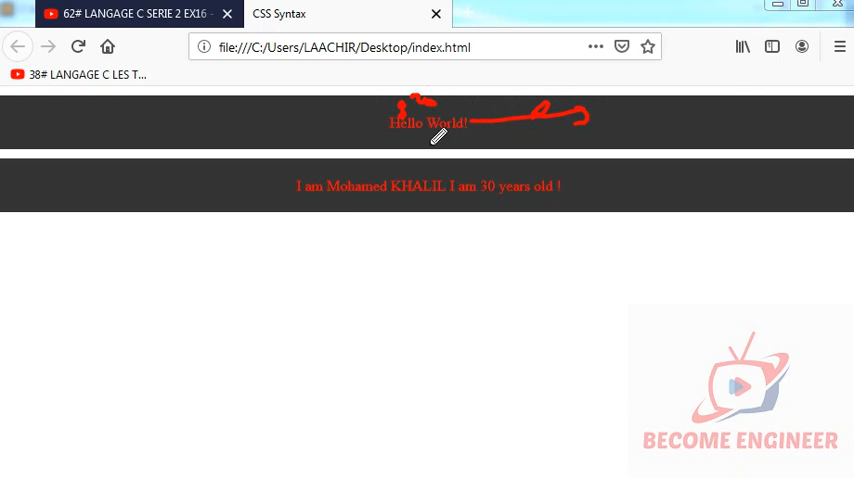 62# LANGAGE C SERIE 2 EX16 -
CSS Syntax
file:///C:/Users/LAACHIR/Desktop/index.html
38# LANGAGE C LES T...
Hello World!
I am Mohamed KHALIL I am 30 years old !
BECOME ENGINEER